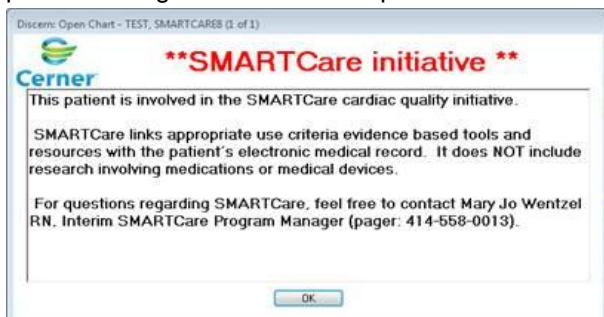 Discern: Open Chart - TEST, SMARTCARE8 (1 of 1)
Cerner
**SMARTCare initiative **
This patient is involved in the SMARTCare cardiac quality initiative.
SMARTCare links appropriate use criteria evidence based tools and
resources with the patient's electronic medical record. It does NOT include
research involving medications or medical devices.
For questions regarding SMARTCare, feel free to contact Mary Jo Wentzel
RN, Interim SMARTCare Program Manager (pager: 414-558-0013).
OK